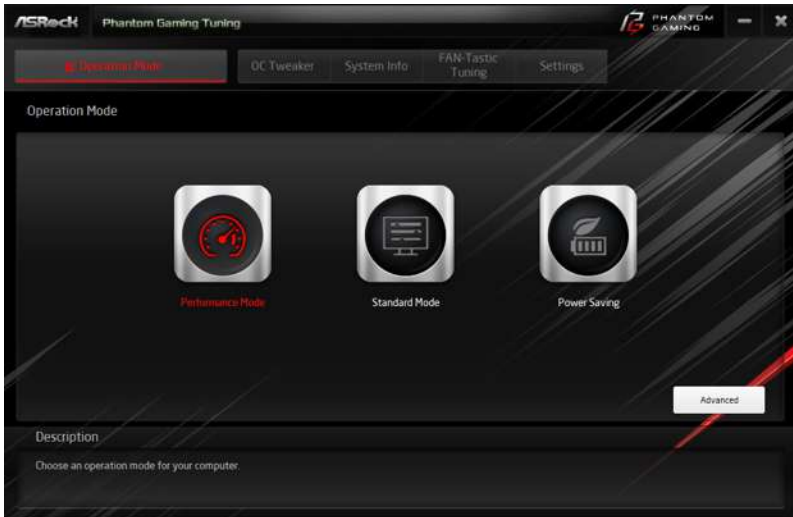 ASRock
Phantom Gaming Tuning
PHANTOM
GAMING
Operation Mode
OC Tweaker
System Info
FAN-Tastic
Tuning
Settings
Operation Mode
Performance Mode
Standard Mode
Power Saving
Advanced
Description
Choose an operation mode for your computer.